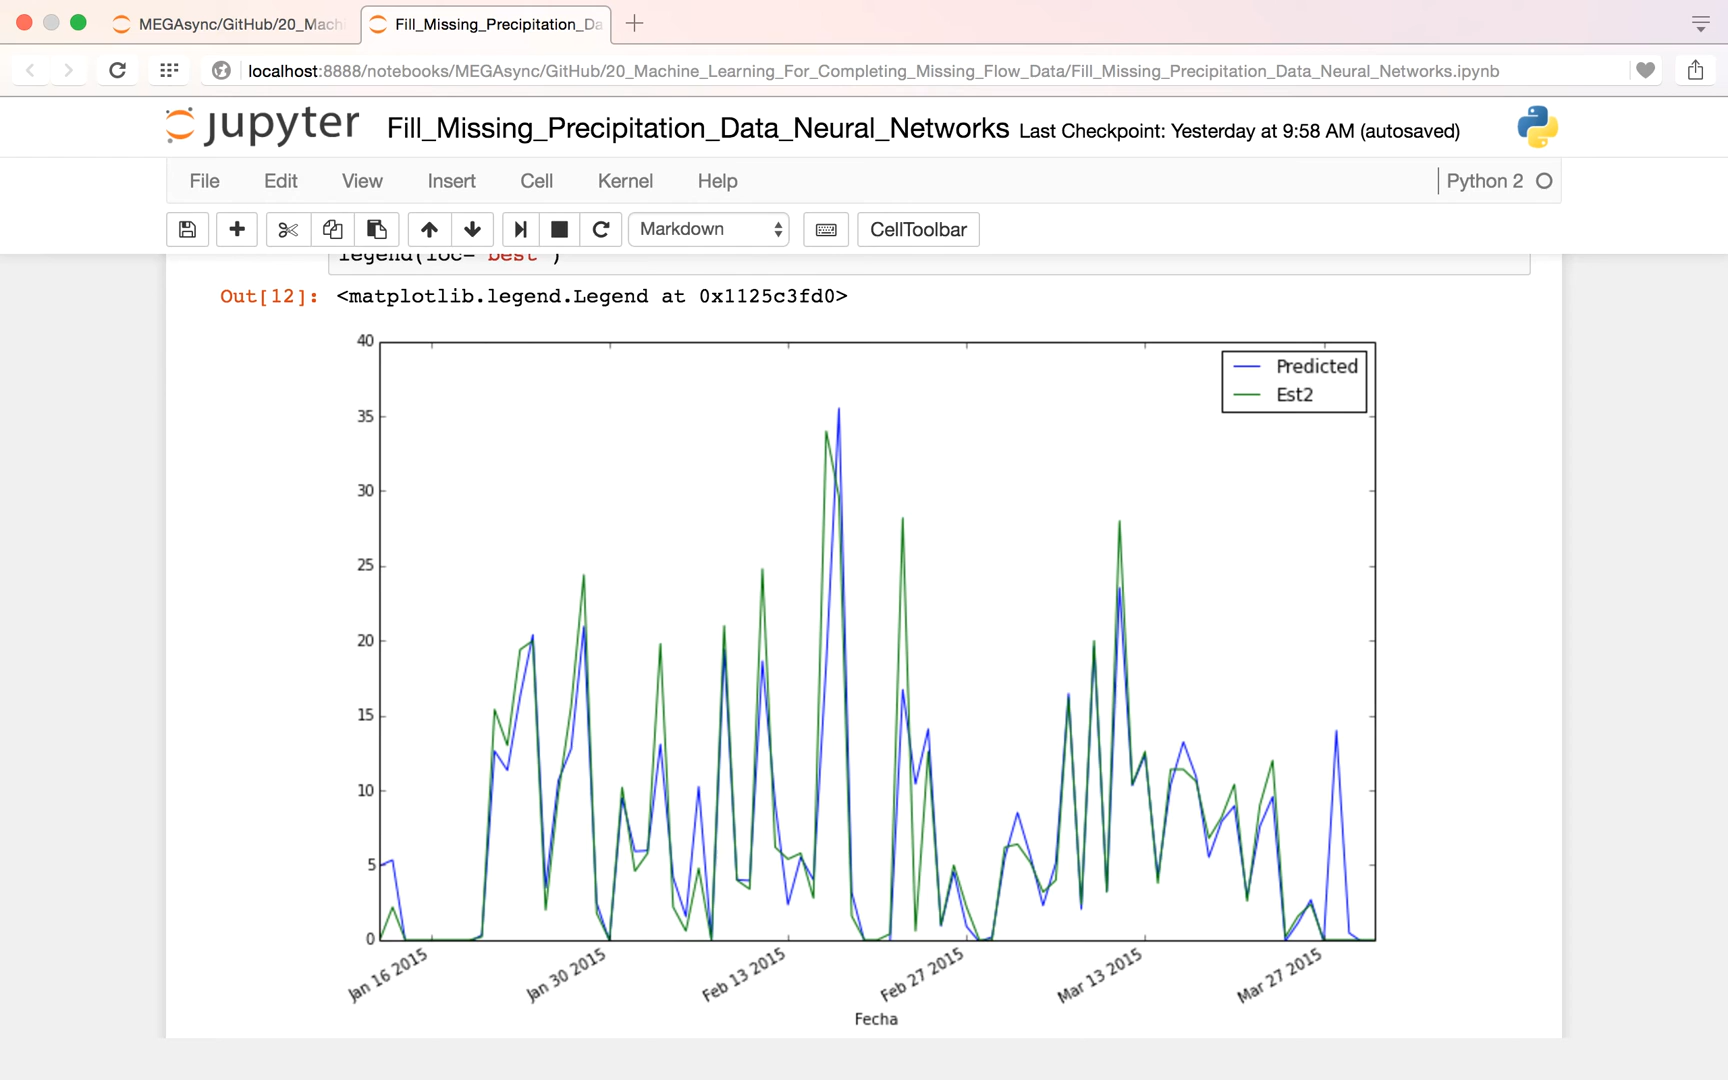 MEGAsync/GitHub/20_Mach
Fill_Missing_Precipitation_Da
localhost:8888/notebooks/MEGAsync/GitHub/20_Machine_Learning_For_Completing_Missing_Flow_Data/Fill_Missing_Precipitation_Data_Neural_Networks.ipynb
jupyter Fill_Missing_Precipitation_Data_Neural_Networks Last Checkpoint: Yesterday at 9:58 AM (autosaved)
File Edit View Insert Cell Kernel Help Python 2
Markdown CellToolbar
legend(loc='best')
Out[12]: <matplotlib.legend.Legend at 0x1125c3fd0>
40
Predicted
Est2
35
30
25
20
15
10
5
0
Jan 16 2015 Jan 30 2015 Feb 13 2015 Feb 27 2015 Mar 13 2015 Mar 27 2015
Fecha